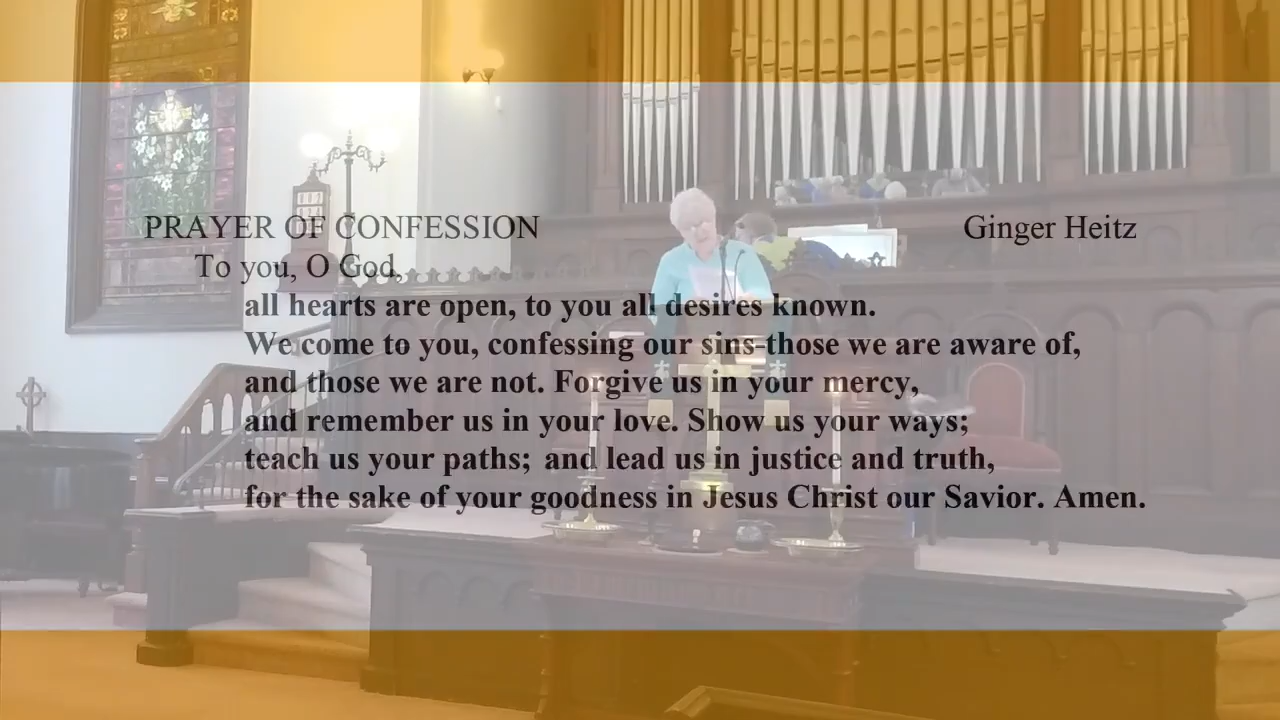 PRAYER OF CONFESSION Ginger Heitz
To you, O God,
all hearts are open, to you all desires known.
We come to you, confessing our sins-those we are aware of,
and those we are not. Forgive us in your mercy,
and remember us in your love. Show us your ways;
teach us your paths; and lead us in justice and truth,
for the sake of your goodness in Jesus Christ our Savior. Amen.